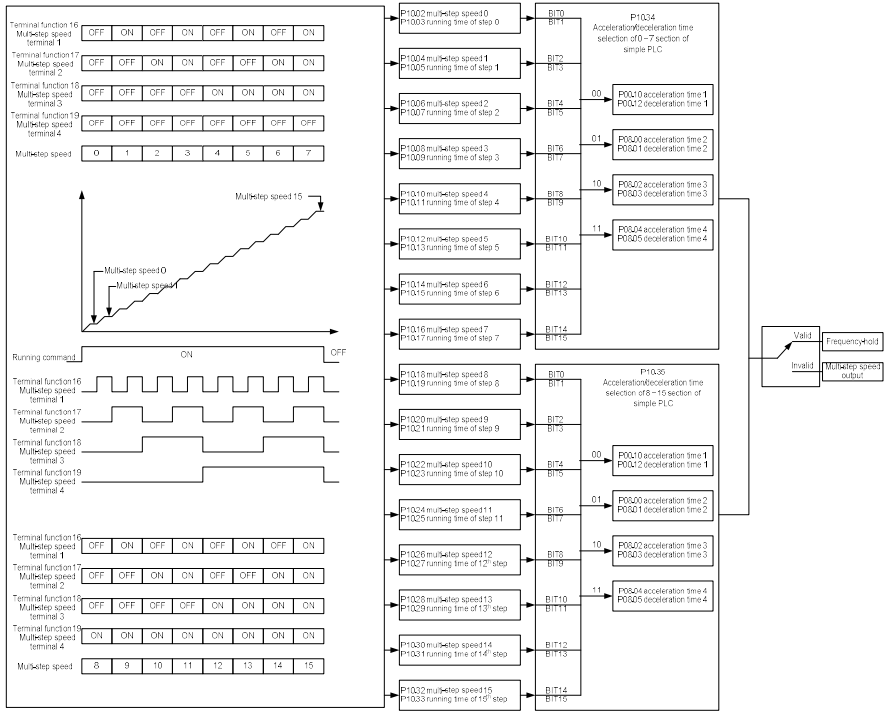 Terminal function 16
Multi-step speed
terminal 1
OFF ON OFF ON OFF ON OFF ON
Terminal function 17
Multi-step speed
terminal 2
OFF OFF ON ON OFF OFF ON ON
Terminal function 18
Multi-step speed
terminal 3
OFF OFF OFF OFF ON ON ON ON
Terminal function 19
Multi-step speed
terminal 4
OFF OFF OFF OFF OFF OFF OFF OFF
Multi-step speed
0 1 2 3 4 5 6 7
Multi-step speed 15
Multi-step speed 0
Multi-step speed 1
Running command
ON
OFF
Terminal function 16
Multi-step speed
terminal 1
Terminal function 17
Multi-step speed
terminal 2
Terminal function 18
Multi-step speed
terminal 3
Terminal function 19
Multi-step speed
terminal 4
Terminal function 16
Multi-step speed
terminal 1
OFF ON OFF ON OFF ON OFF ON
Terminal function 17
Multi-step speed
terminal 2
OFF OFF ON ON OFF OFF ON ON
Terminal function 18
Multi-step speed
terminal 3
OFF OFF OFF OFF ON ON ON ON
Terminal function 19
Multi-step speed
terminal 4
ON ON ON ON ON ON ON ON
Multi-step speed
8 9 10 11 12 13 14 15
P10.02 multi-step speed 0
P10.03 running time of step 0
P10.04 multi-step speed 1
P10.05 running time of step 1
P10.06 multi-step speed 2
P10.07 running time of step 2
P10.08 multi-step speed 3
P10.09 running time of step 3
P10.10 multi-step speed 4
P10.11 running time of step 4
P10.12 multi-step speed 5
P10.13 running time of step 5
P10.14 multi-step speed 6
P10.15 running time of step 6
P10.16 multi-step speed 7
P10.17 running time of step 7
P10.18 multi-step speed 8
P10.19 running time of step 8
P10.20 multi-step speed 9
P10.21 running time of step 9
P10.22 multi-step speed 10
P10.23 running time of step 10
P10.24 multi-step speed 11
P10.25 running time of step 11
P10.26 multi-step speed 12
P10.27 running time of 12th step
P10.28 multi-step speed 13
P10.29 running time of 13th step
P10.30 multi-step speed 14
P10.31 running time of 14th step
P10.32 multi-step speed 15
P10.33 running time of 15th step
BIT0
BIT1
BIT2
BIT3
BIT4
BIT5
BIT6
BIT7
BIT8
BIT9
BIT10
BIT11
BIT12
BIT13
BIT14
BIT15
P10.34
Acceleration/deceleration time
selection of 0–7 section of
simple PLC
00
P00.10 acceleration time 1
P00.12 deceleration time 1
01
P08.00 acceleration time 2
P08.01 deceleration time 2
10
P08.02 acceleration time 3
P08.03 deceleration time 3
11
P08.04 acceleration time 4
P08.05 deceleration time 4
BIT0
BIT1
BIT2
BIT3
BIT4
BIT5
BIT6
BIT7
BIT8
BIT9
BIT10
BIT11
BIT12
BIT13
BIT14
BIT15
P10.35
Acceleration/deceleration time
selection of 8–15 section of
simple PLC
00
P00.10 acceleration time 1
P00.12 deceleration time 1
01
P08.00 acceleration time 2
P08.01 deceleration time 2
10
P08.02 acceleration time 3
P08.03 deceleration time 3
11
P08.04 acceleration time 4
P08.05 deceleration time 4
Valid
Frequency-hold
Invalid
Multi-step speed
output